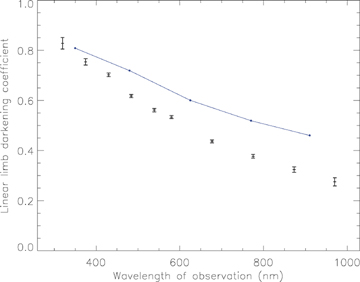 1.0
0.8
0.6
0.4
0.2
0.0
Linear limb darkening coefficient
400 600 800 1000
Wavelength of observation (nm)